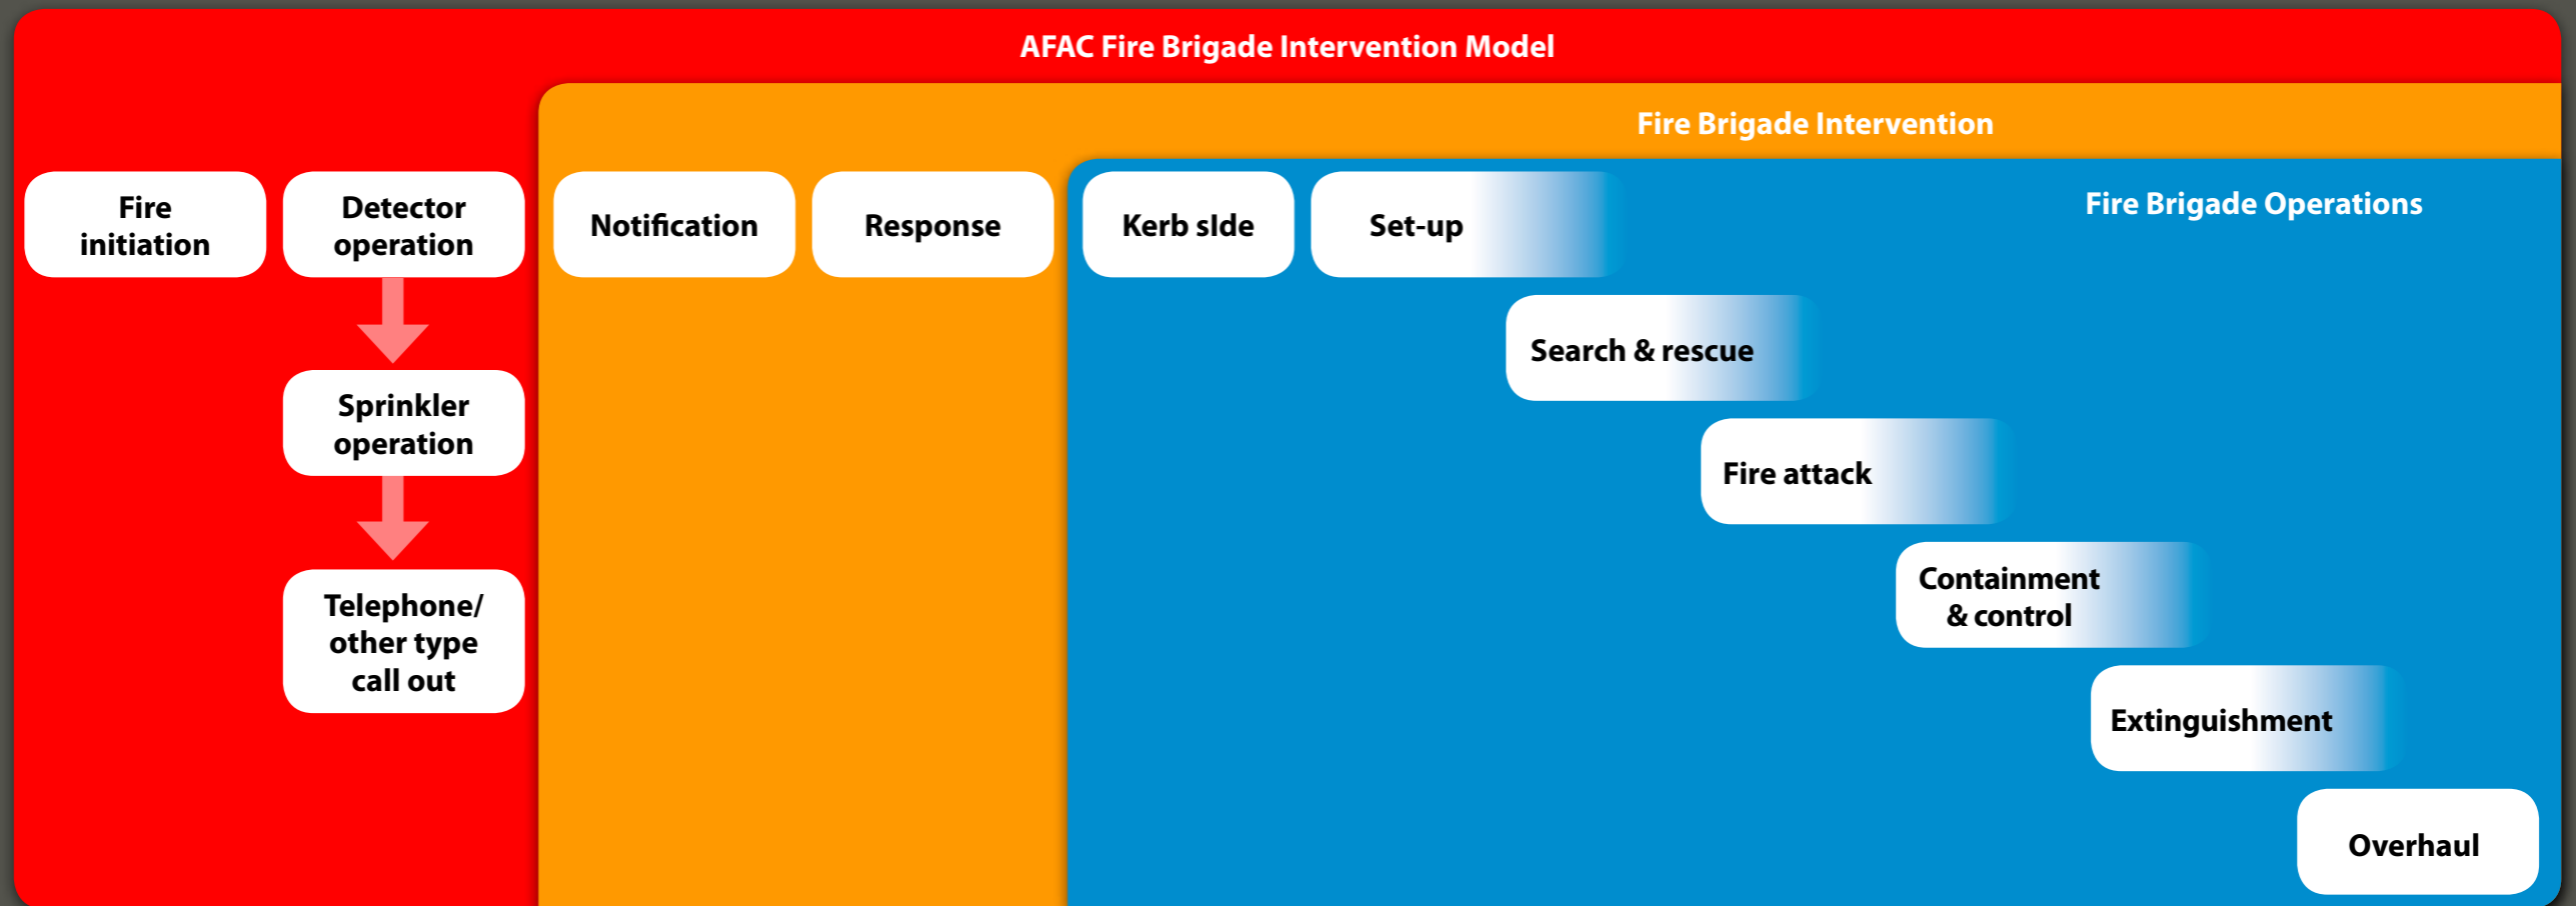 AFAC Fire Brigade Intervention Model
Fire Brigade Intervention
Fire Brigade Operations
Fire
initiation
Detector
operation
Sprinkler
operation
Telephone/
other type
call out
Notification
Response
Kerb sIde
Set-up
Search & rescue
Fire attack
Containment
& control
Extinguishment
Overhaul